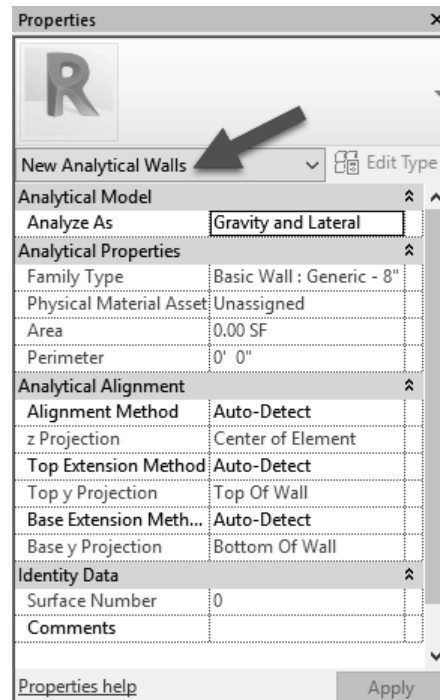 Properties
R
New Analytical Walls Edit Type
Analytical Model
Analyze As Gravity and Lateral
Analytical Properties
Family Type Basic Wall : Generic - 8"
Physical Material Asset Unassigned
Area 0.00 SF
Perimeter 0' 0"
Analytical Alignment
Alignment Method Auto-Detect
z Projection Center of Element
Top Extension Method Auto-Detect
Top y Projection Top Of Wall
Base Extension Meth... Auto-Detect
Base y Projection Bottom Of Wall
Identity Data
Surface Number 0
Comments
Properties help Apply